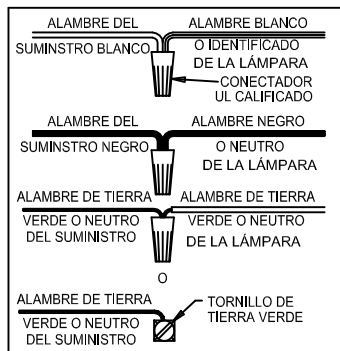 ALAMBRE DEL ALAMBRE BLANCO
SUMINSTRO BLANCO O IDENTIFICADO
DE LA LÁMPARA
CONECTADOR
UL CALIFICADO
ALAMBRE DEL ALAMBRE NEGRO
SUMINSTRO NEGRO O NEUTRO
DE LA LÁMPARA
ALAMBRE DE TIERRA ALAMBRE DE TIERRA
VERDE O NEUTRO VERDE O NEUTRO
DEL SUMINISTRO DE LA LÁMPARA
O
ALAMBRE DE TIERRA TORNILLO DE
TIERRA VERDE
VERDE O NEUTRO
DEL SUMINISTRO